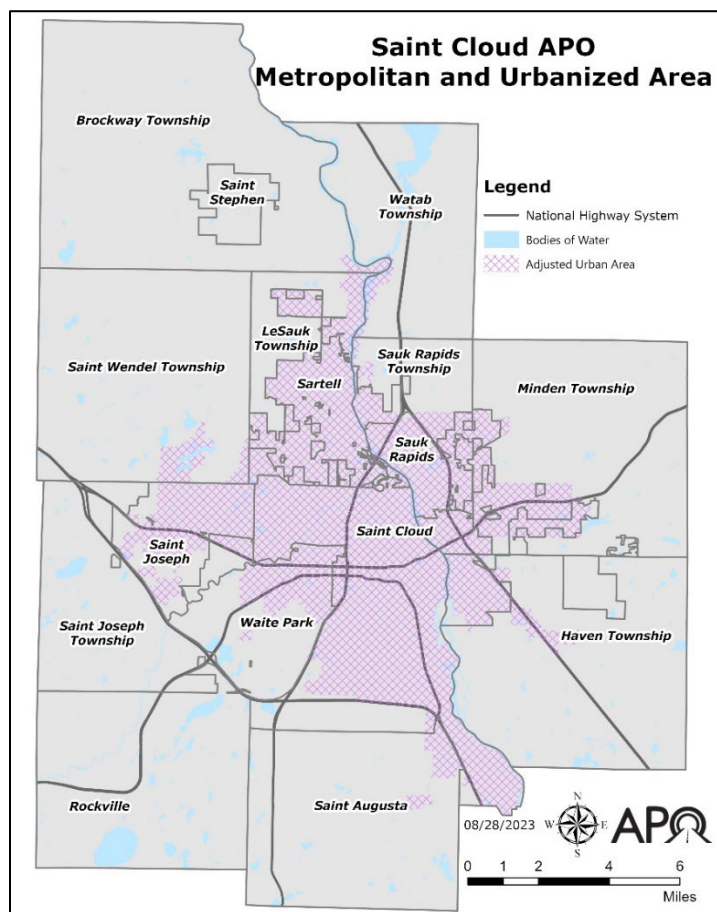 Saint Cloud APO
Metropolitan and Urbanized Area
Brockway Township
Saint
Stephen
Watab
Township
Legend
National Highway System
Bodies of Water
Adjusted Urban Area
LeSauk
Township
Saint Wendel Township
Sartell
Sauk Rapids
Township
Minden Township
Sauk
Rapids
Saint Cloud
Saint
Joseph
Saint Joseph
Township
Waite Park
Haven Township
Rockville
Saint Augusta
08/28/2023
N
W
E
S
APO
0 1 2 4 6
Miles